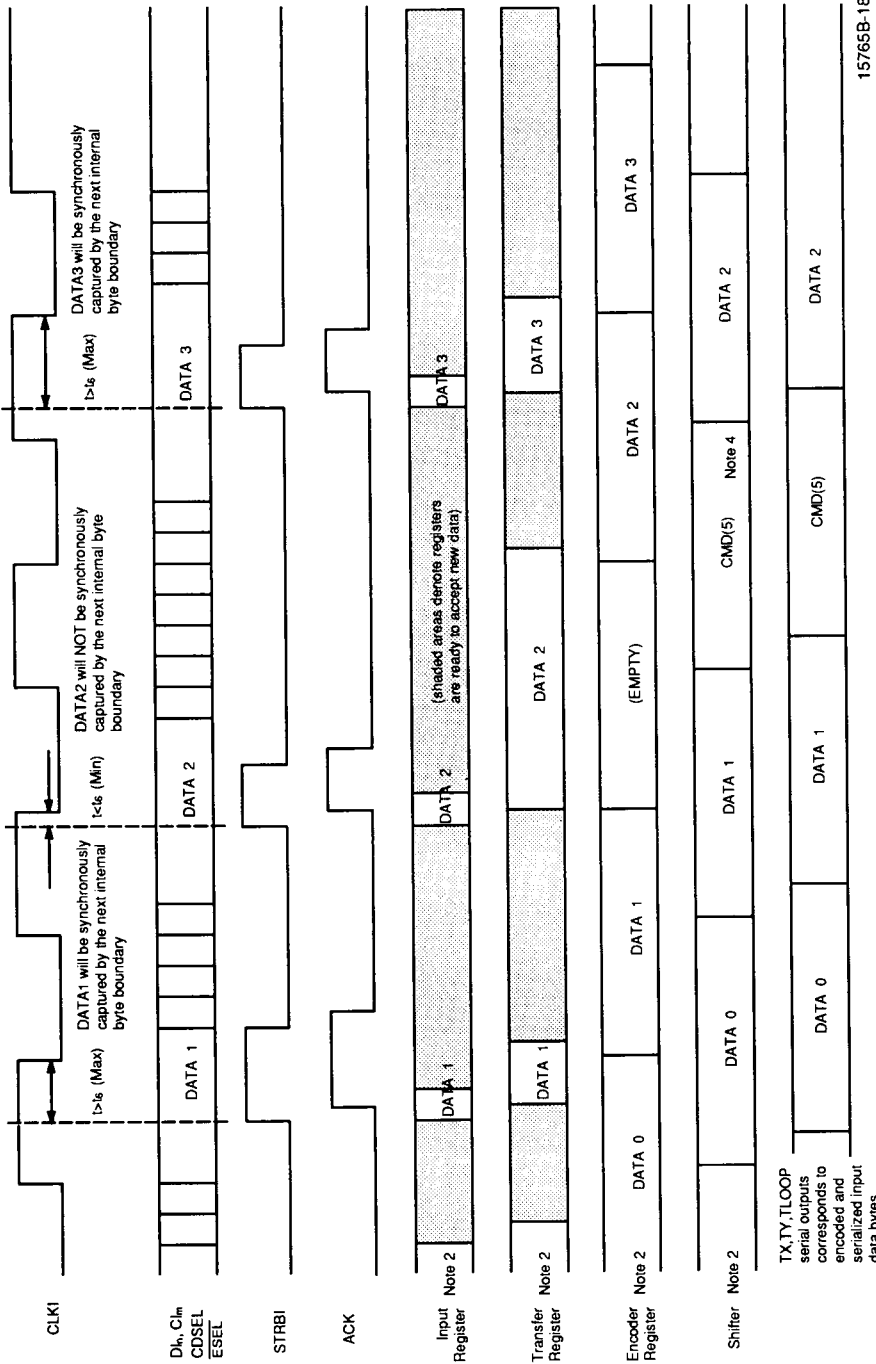 CLKI
t>ts (Max)
DATA1 will be synchronously
captured by the next internal
byte boundary
t<ts (Min)
DATA2 will NOT be synchronously
captured by the next internal byte
boundary
t>ts (Max)
DATA3 will be synchronously
captured by the next internal
byte boundary
DIn, CIm
CDSEL
ESEL
DATA 1
DATA 2
DATA 3
STRBI
ACK
Input
Register
Note 2
DATA 1
DATA 2
(shaded areas denote registers
are ready to accept new data)
DATA 3
Transfer
Register
Note 2
DATA 1
DATA 2
DATA 3
Encoder
Register
Note 2
DATA 0
DATA 1
(EMPTY)
DATA 2
DATA 3
Shifter
Note 2
DATA 0
DATA 1
CMD(5)
Note 4
DATA 2
TX,TY,TLOOP
serial outputs
corresponds to
encoded and
serialized input
data bytes
DATA 0
DATA 1
CMD(5)
DATA 2
15765B-18